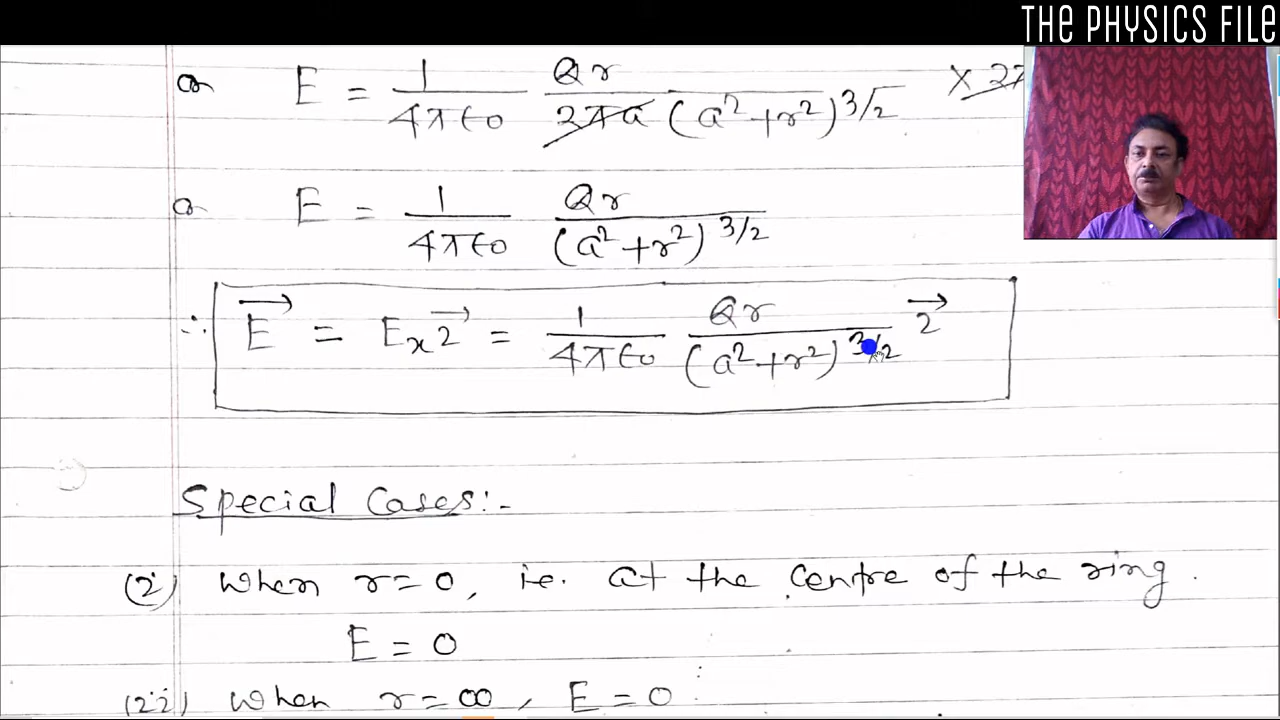 THE PHYSICS FILE
or E = 1/4πϵ0 Qr/2πa (a²+r²)^3/2 × 2π
or E = 1/4πϵ0 Qr/(a²+r²)^3/2
∴ E⃗ = Ex i⃗ = 1/4πϵ0 Qr/(a²+r²)^3/2 i⃗
Special Cases:-
(i) When r=0, i.e. at the centre of the ring.
E = 0
(ii) When r=∞, E=0